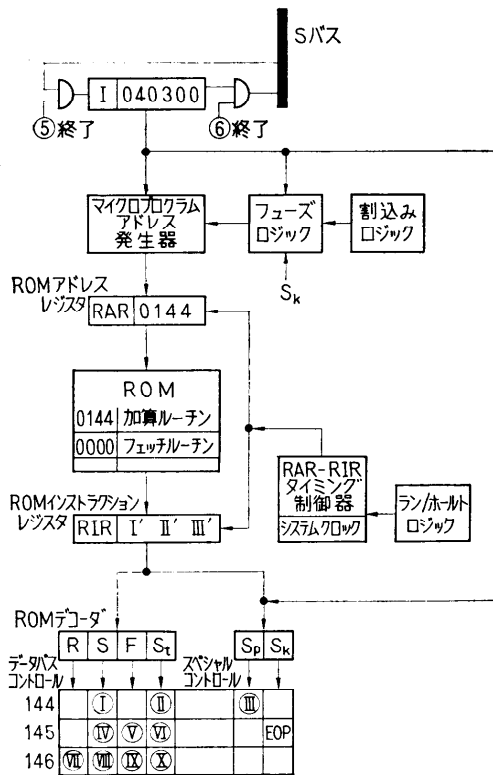 Sバス
I 040300
⑤終了 ⑥終了
マイクロプログラム
アドレス
発生器
フューズ
ロジック
割込み
ロジック
Sk
ROMアドレス
レジスタ
RAR 0144
ROM
0144 加算ルーチン
0000 フェッチルーチン
RAR-RIR
タイミング
制御器
システムクロック
ラン/ホールト
ロジック
ROMインストラクション
レジスタ
RIR I′ II′ III′
ROMデコーダ
R S F St Sp Sk
データパス
コントロール
スペシャル
コントロール
144 Ⅰ Ⅱ Ⅲ
145 Ⅳ Ⅴ Ⅵ EOP
146 Ⅶ Ⅷ Ⅸ Ⅹ